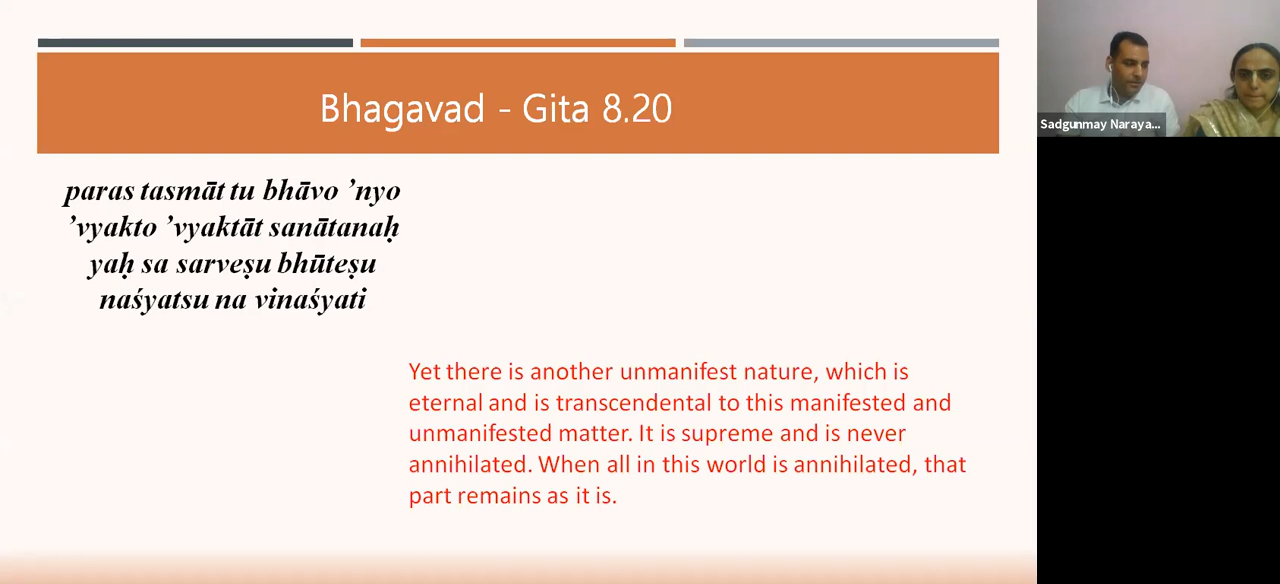 Bhagavad - Gita 8.20
paras tasmāt tu bhāvo ’nyo
’vyakto ’vyaktāt sanātanaḥ
yaḥ sa sarveṣu bhūteṣu
naśyatsu na vinaśyati
Yet there is another unmanifest nature, which is
eternal and is transcendental to this manifested and
unmanifested matter. It is supreme and is never
annihilated. When all in this world is annihilated, that
part remains as it is.
Sadgunmay Naraya...